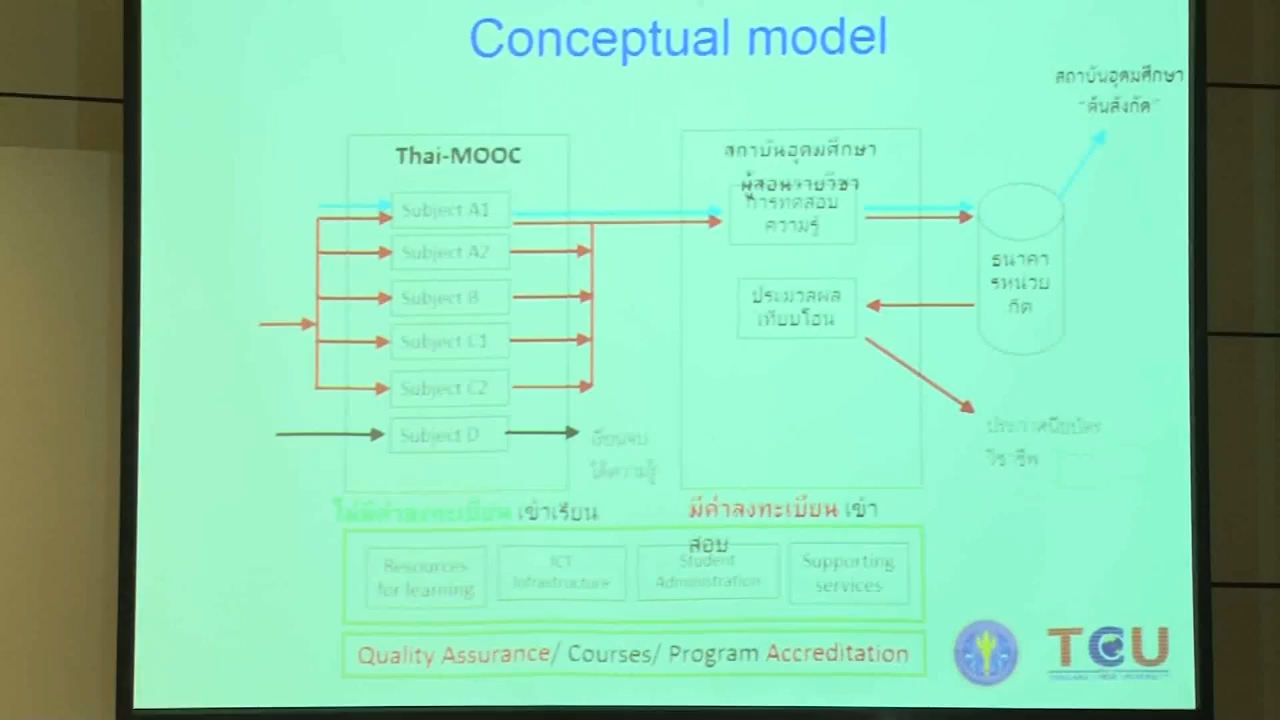 Conceptual model
สถาบันอุดมศึกษา
"ต้นสังกัด"
Thai-MOOC
สถาบันอุดมศึกษา
ผู้สอนรายวิชา
Subject A1
การทดสอบ
ความรู้
Subject A2
Subject B
Subject C1
Subject C2
Subject D
ธนาคา
รหน่วย
กิต
ประมวลผล
เทียบโอน
เรียนจบ
ได้ความรู้
ประกาศนียบัตร
วิชาชีพ
ไม่มีค่าลงทะเบียน เข้าเรียน
มีค่าลงทะเบียน เข้า
สอบ
Resources
for learning
ICT
Infrastructure
Student
Administration
Supporting
services
Quality Assurance/ Courses/ Program Accreditation
TCU